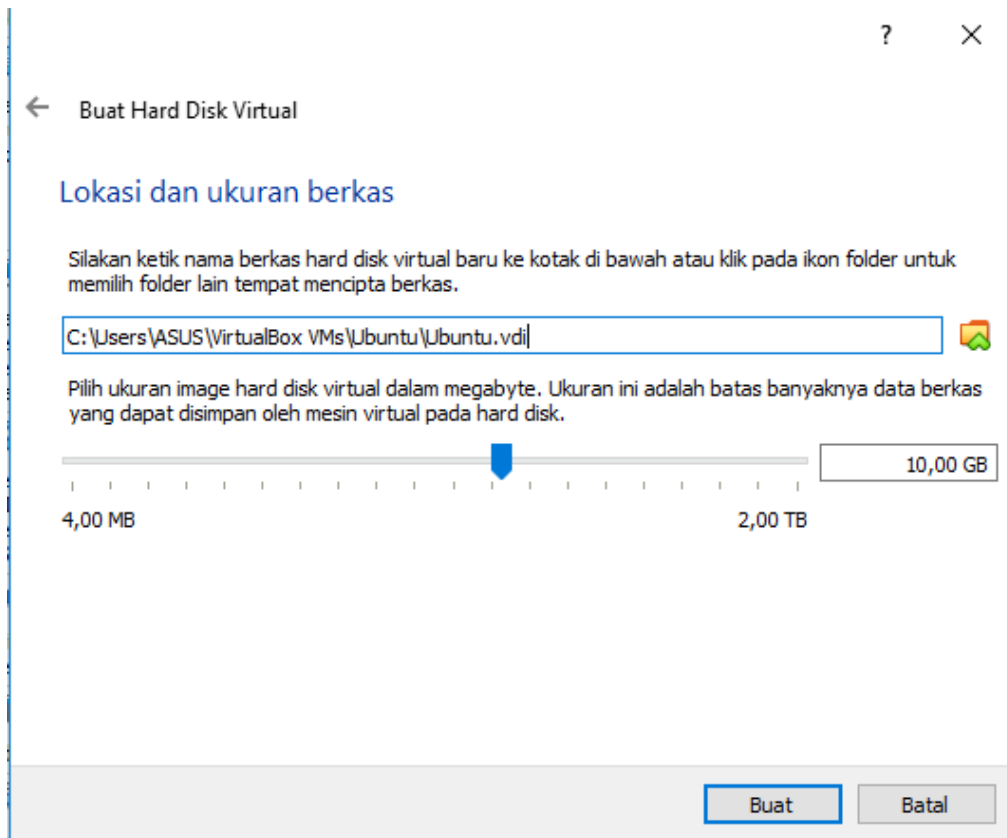 ?
Buat Hard Disk Virtual
Lokasi dan ukuran berkas
Silakan ketik nama berkas hard disk virtual baru ke kotak di bawah atau klik pada ikon folder untuk
memilih folder lain tempat mencipta berkas.
C:\Users\ASUS\VirtualBox VMs\Ubuntu\Ubuntu.vdi
Pilih ukuran image hard disk virtual dalam megabyte. Ukuran ini adalah batas banyaknya data berkas
yang dapat disimpan oleh mesin virtual pada hard disk.
10,00 GB
4,00 MB 2,00 TB
Buat Batal